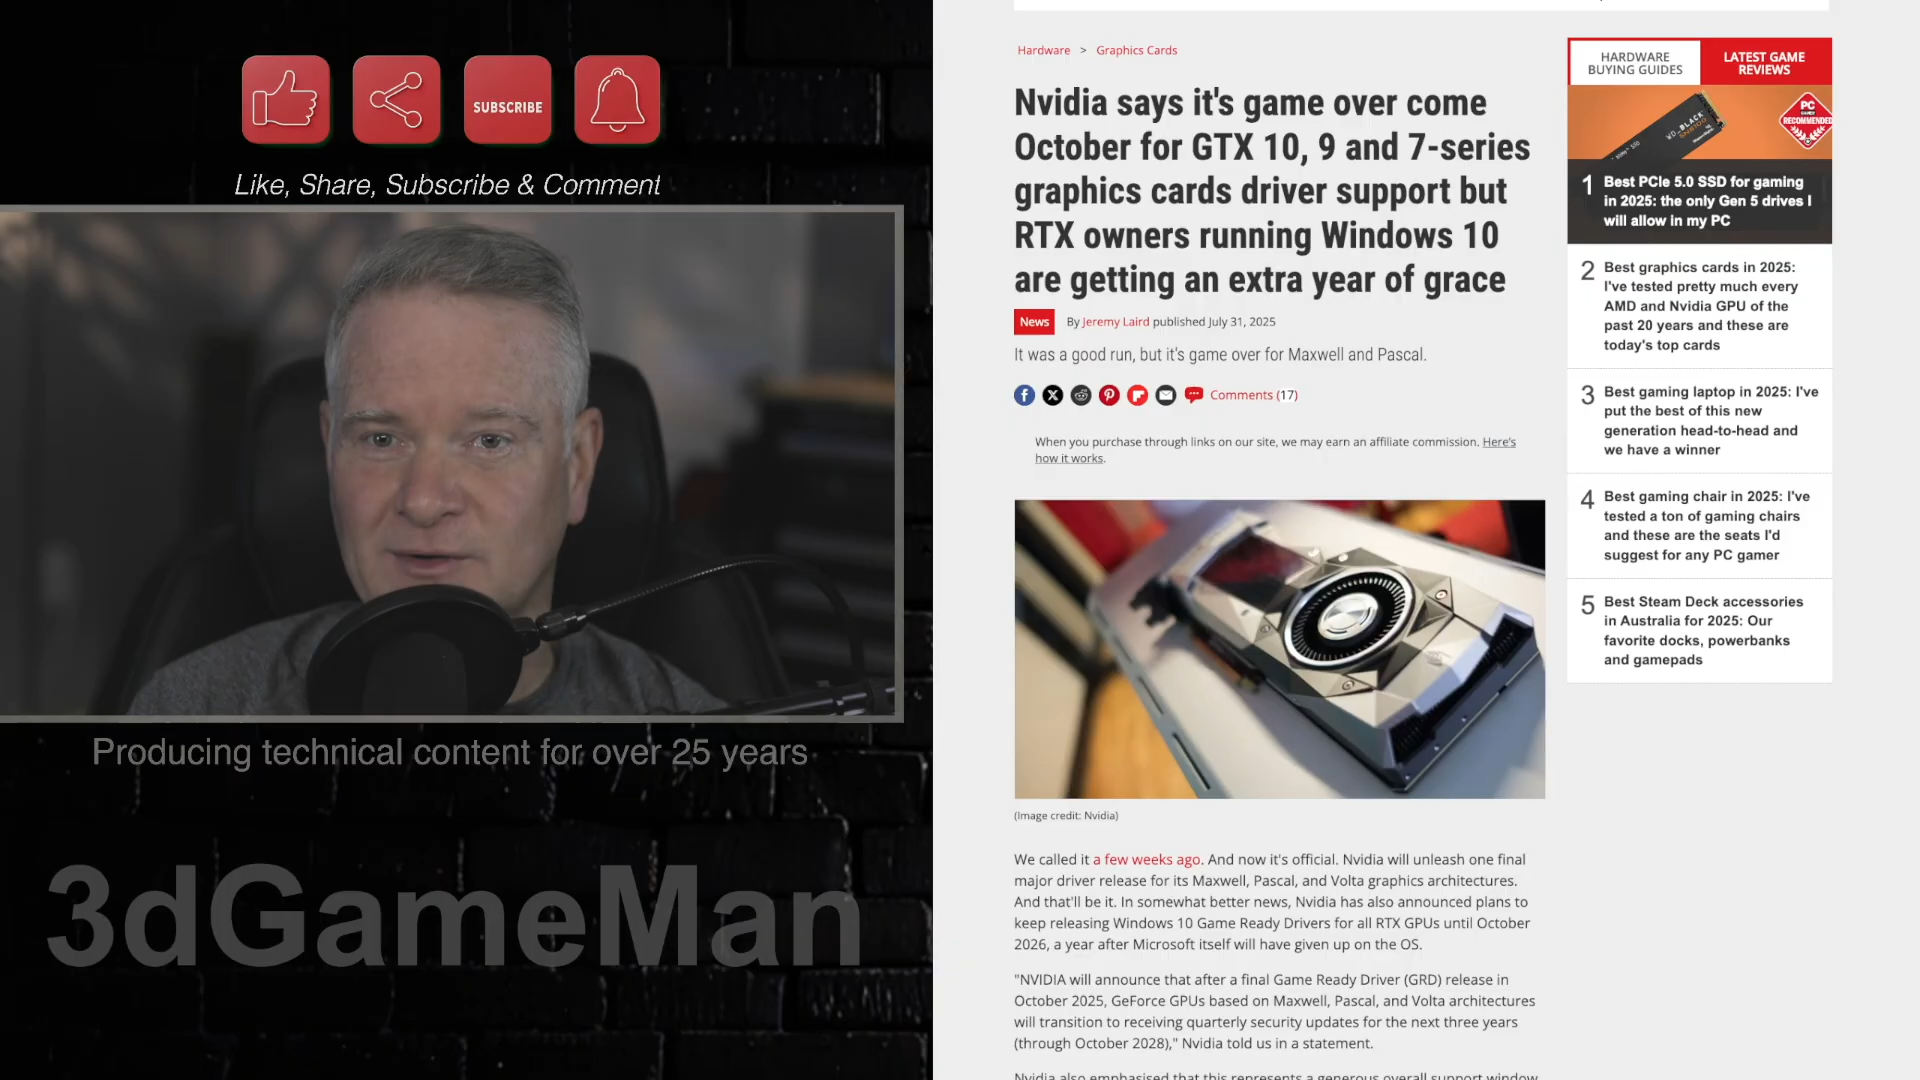 SUBSCRIBE
Like, Share, Subscribe & Comment
Producing technical content for over 25 years
3dGameMan
Hardware > Graphics Cards
Nvidia says it's game over come
October for GTX 10, 9 and 7-series
graphics cards driver support but
RTX owners running Windows 10
are getting an extra year of grace
News By Jeremy Laird published July 31, 2025
It was a good run, but it's game over for Maxwell and Pascal.
Comments (17)
When you purchase through links on our site, we may earn an affiliate commission. Here's
how it works.
(Image credit: Nvidia)
We called it a few weeks ago. And now it's official. Nvidia will unleash one final
major driver release for its Maxwell, Pascal, and Volta graphics architectures.
And that'll be it. In somewhat better news, Nvidia has also announced plans to
keep releasing Windows 10 Game Ready Drivers for all RTX GPUs until October
2026, a year after Microsoft itself will have given up on the OS.
"NVIDIA will announce that after a final Game Ready Driver (GRD) release in
October 2025, GeForce GPUs based on Maxwell, Pascal, and Volta architectures
will transition to receiving quarterly security updates for the next three years
(through October 2028)," Nvidia told us in a statement.
Nvidia also emphasised that this represents a generous overall support window
HARDWARE
BUYING GUIDES
LATEST GAME
REVIEWS
WD_BLACK
PC
GAMER
RECOMMENDED
1 Best PCIe 5.0 SSD for gaming
in 2025: the only Gen 5 drives I
will allow in my PC
2 Best graphics cards in 2025:
I've tested pretty much every
AMD and Nvidia GPU of the
past 20 years and these are
today's top cards
3 Best gaming laptop in 2025: I've
put the best of this new
generation head-to-head and
we have a winner
4 Best gaming chair in 2025: I've
tested a ton of gaming chairs
and these are the seats I'd
suggest for any PC gamer
5 Best Steam Deck accessories
in Australia for 2025: Our
favorite docks, powerbanks
and gamepads